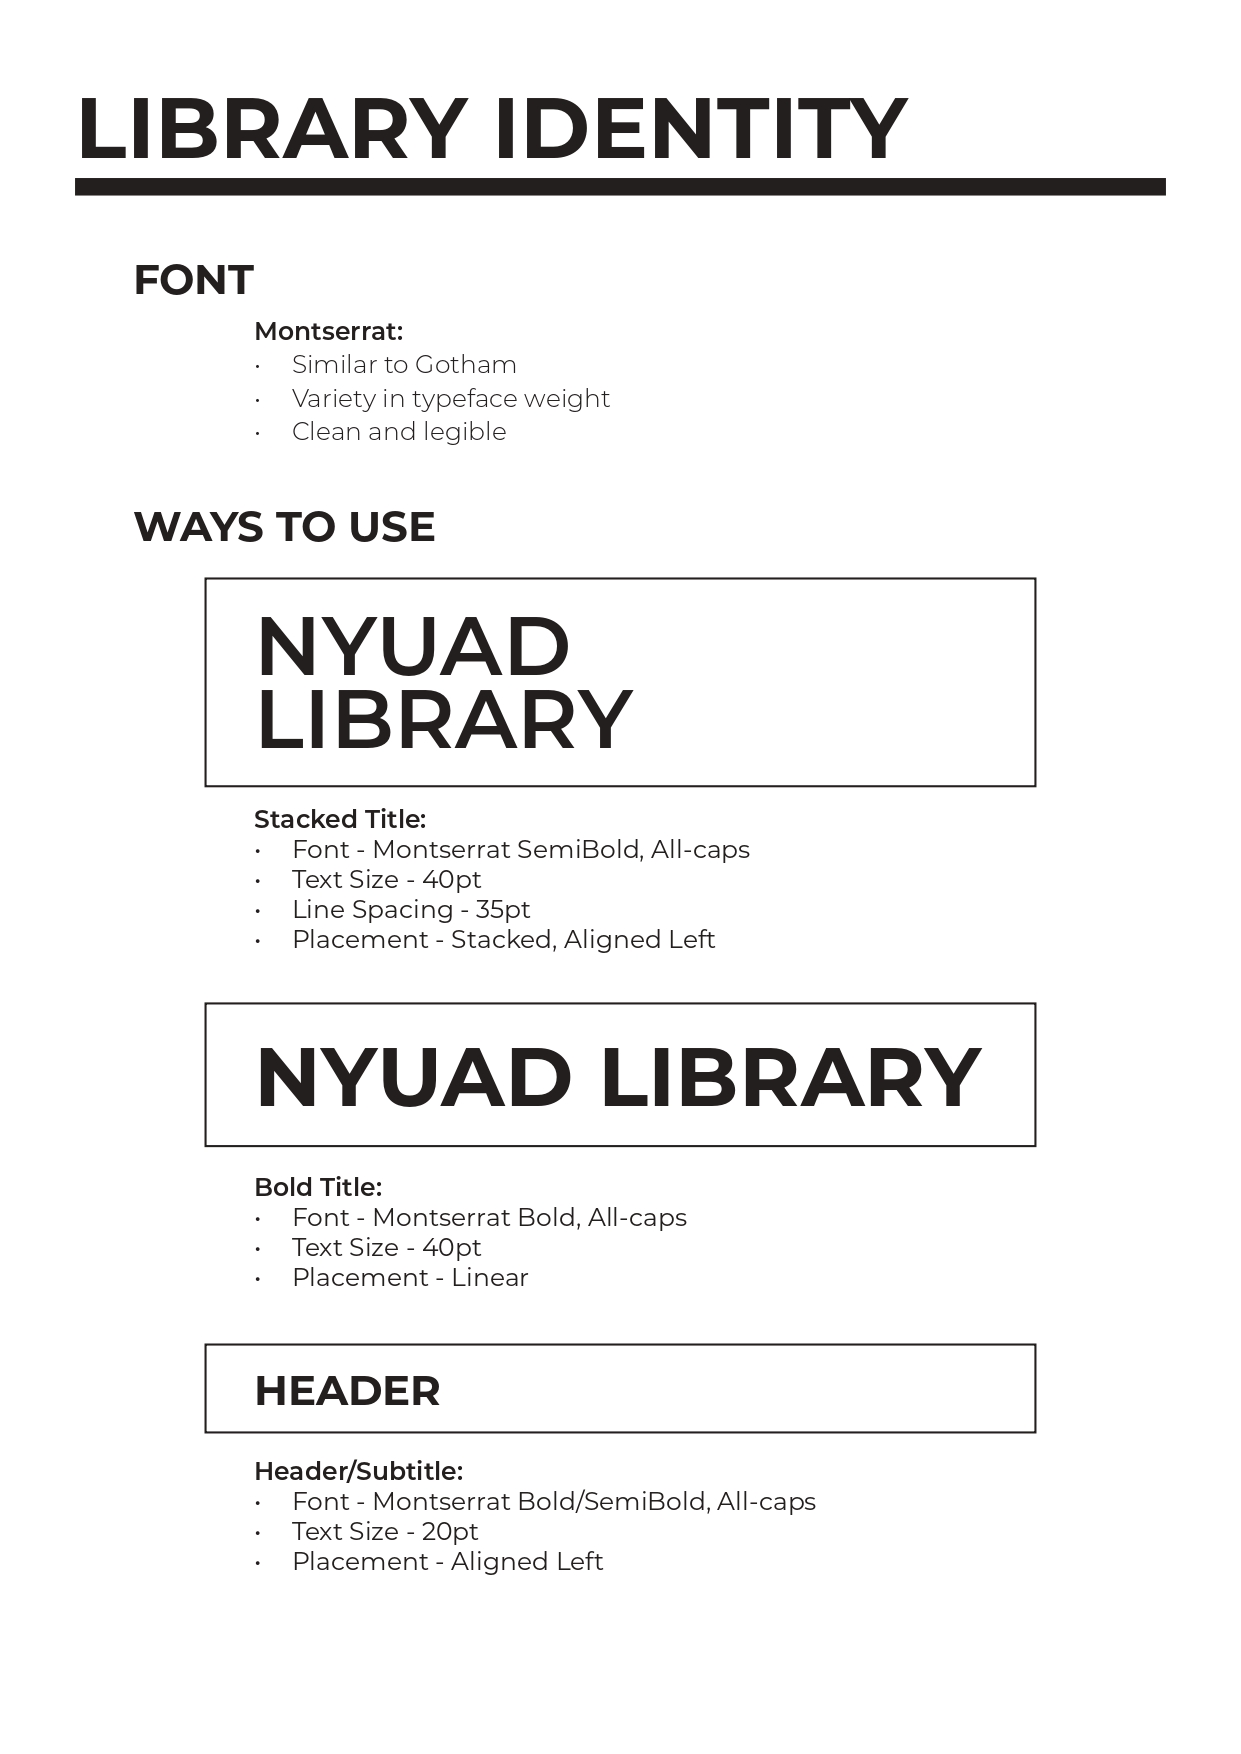 LIBRARY IDENTITY
FONT
Montserrat:
• Similar to Gotham
• Variety in typeface weight
• Clean and legible
WAYS TO USE
NYUAD
LIBRARY
Stacked Title:
• Font - Montserrat SemiBold, All-caps
• Text Size - 40pt
• Line Spacing - 35pt
• Placement - Stacked, Aligned Left
NYUAD LIBRARY
Bold Title:
• Font - Montserrat Bold, All-caps
• Text Size - 40pt
• Placement - Linear
HEADER
Header/Subtitle:
• Font - Montserrat Bold/SemiBold, All-caps
• Text Size - 20pt
• Placement - Aligned Left